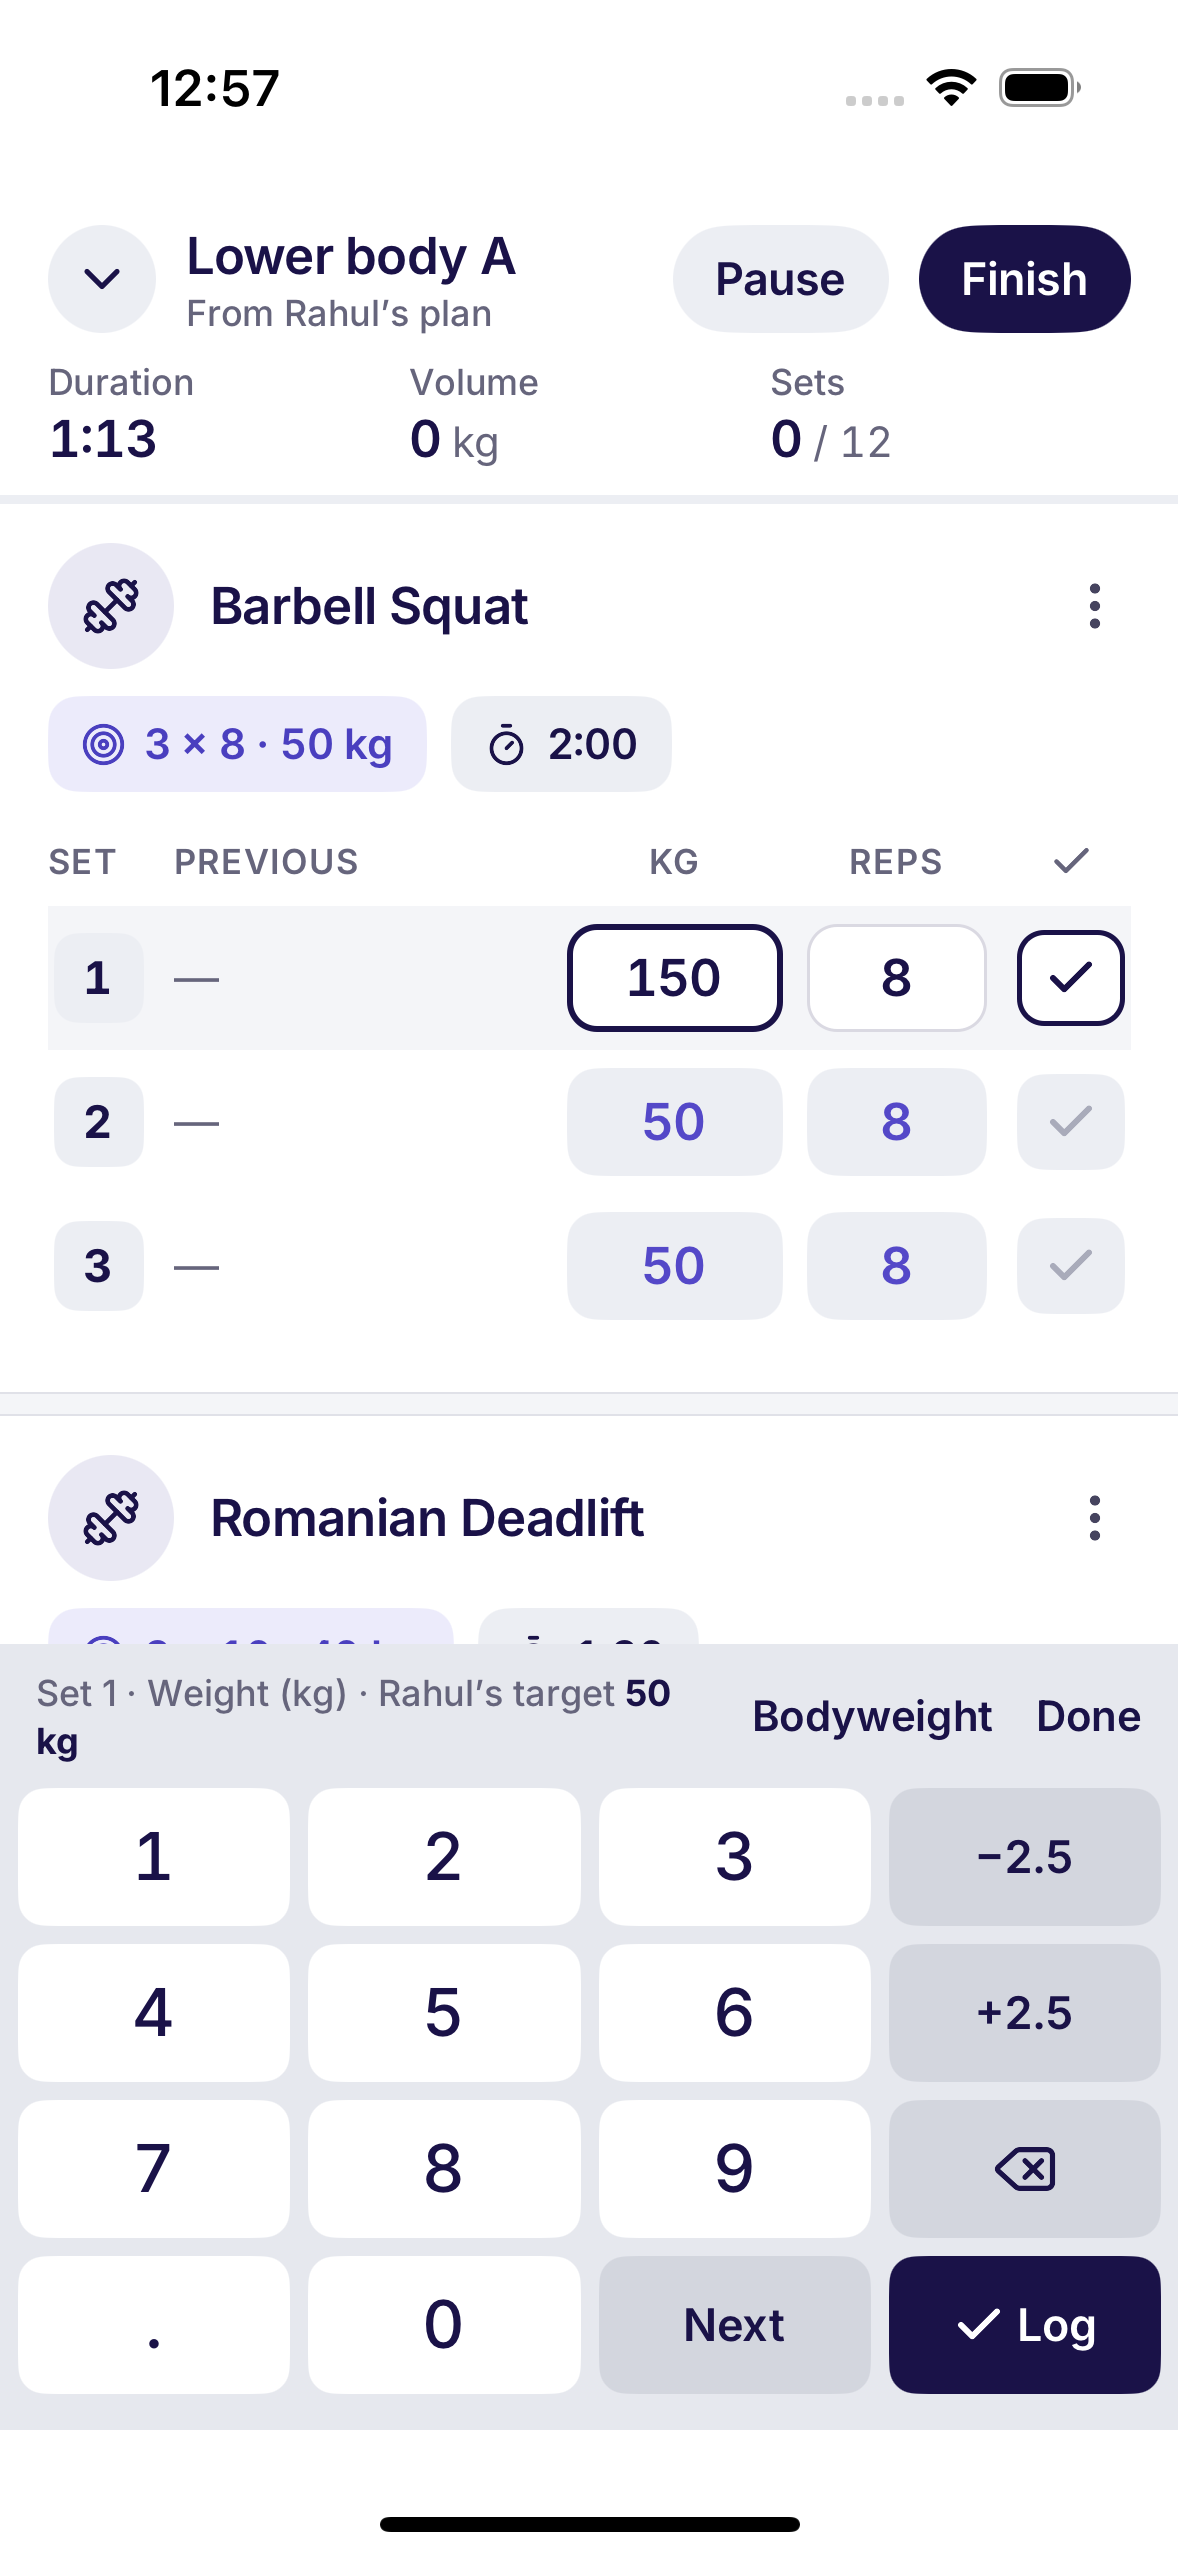 12:57
Lower body A
From Rahul’s plan
Pause
Finish
Duration
Volume
Sets
1:13
0 kg
0 / 12
Barbell Squat
3 × 8 · 50 kg
2:00
SET PREVIOUS KG REPS
1 — 150 8
2 — 50 8
3 — 50 8
Romanian Deadlift
Set 1 · Weight (kg) · Rahul’s target 50
kg
Bodyweight
Done
1 2 3 −2.5
4 5 6 +2.5
7 8 9
. 0 Next Log